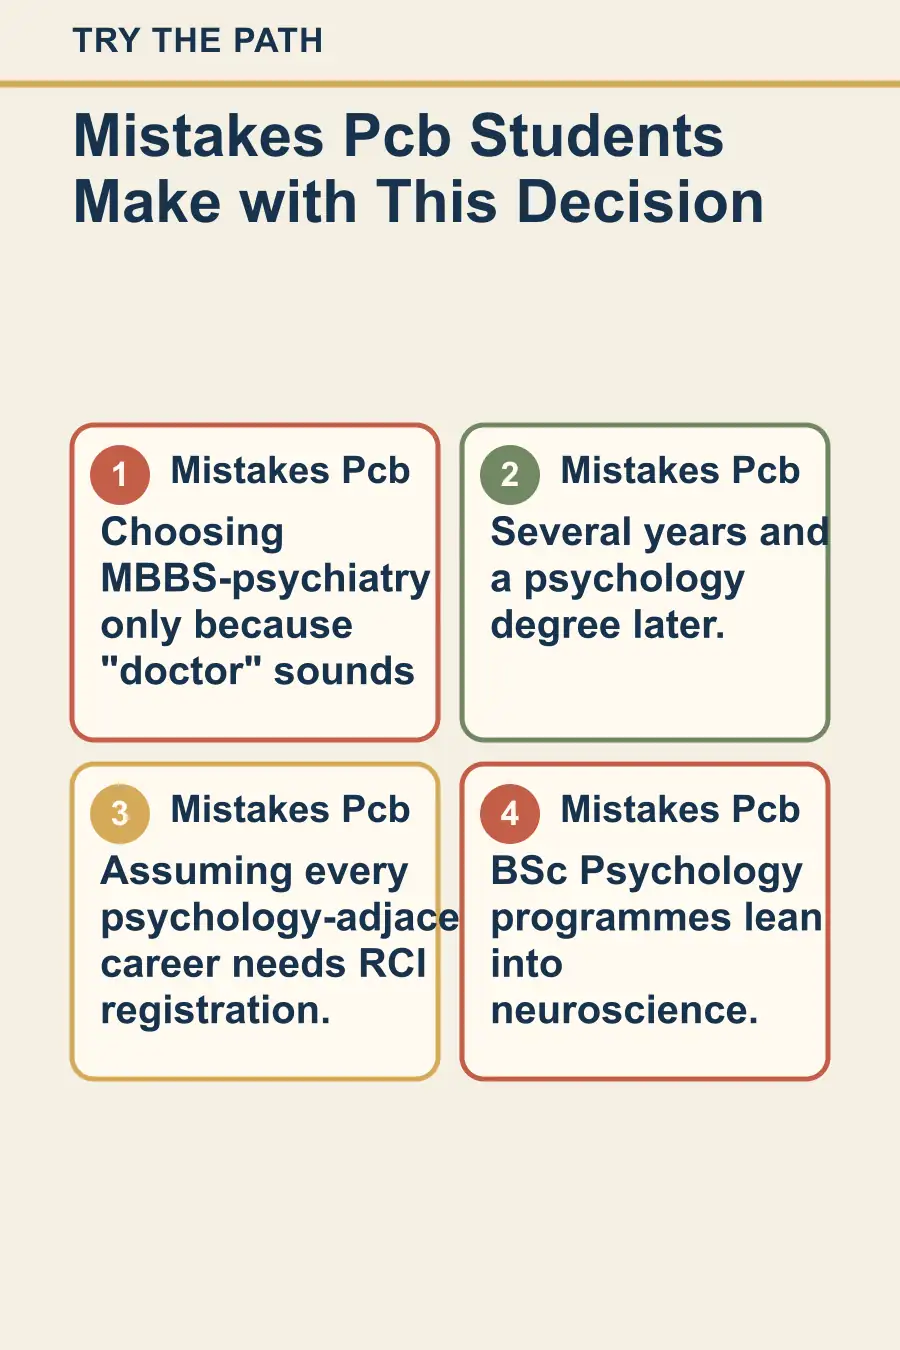 TRY THE PATH
Mistakes Pcb Students
Make with This Decision
1 Mistakes Pcb
Choosing
MBBS-psychiatry
only because
"doctor" sounds
2 Mistakes Pcb
Several years and
a psychology
degree later.
3 Mistakes Pcb
Assuming every
psychology-adjace
career needs RCI
registration.
4 Mistakes Pcb
BSc Psychology
programmes lean
into
neuroscience.